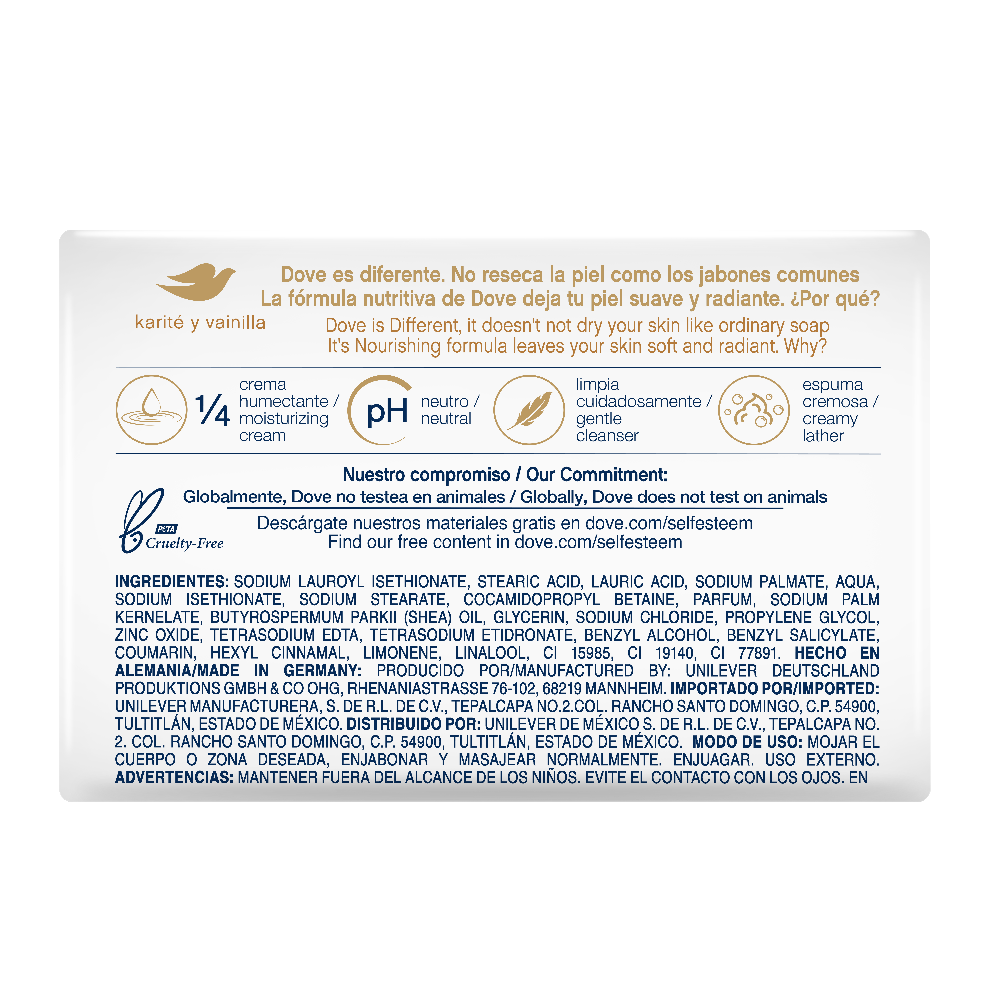 karité y vainilla
Dove es diferente. No reseca la piel como los jabones comunes
La fórmula nutritiva de Dove deja tu piel suave y radiante. ¿Por qué?
Dove is Different, it doesn't not dry your skin like ordinary soap
It's Nourishing formula leaves your skin soft and radiant. Why?
1/4
crema
humectante /
moisturizing
cream
pH
neutro /
neutral
limpia
cuidadosamente /
gentle
cleanser
espuma
cremosa /
creamy
lather
Nuestro compromiso / Our Commitment:
Globalmente, Dove no testea en animales / Globally, Dove does not test on animals
PETA
Cruelty-Free
Descárgate nuestros materiales gratis en dove.com/selfesteem
Find our free content in dove.com/selfesteem
INGREDIENTES: SODIUM LAUROYL ISETHIONATE, STEARIC ACID, LAURIC ACID, SODIUM PALMATE, AQUA,
SODIUM ISETHIONATE, SODIUM STEARATE, COCAMIDOPROPYL BETAINE, PARFUM, SODIUM PALM
KERNELATE, BUTYROSPERMUM PARKII (SHEA) OIL, GLYCERIN, SODIUM CHLORIDE, PROPYLENE GLYCOL,
ZINC OXIDE, TETRASODIUM EDTA, TETRASODIUM ETIDRONATE, BENZYL ALCOHOL, BENZYL SALICYLATE,
COUMARIN, HEXYL CINNAMAL, LIMONENE, LINALOOL, CI 15985, CI 19140, CI 77891. HECHO EN
ALEMANIA/MADE IN GERMANY: PRODUCIDO POR/MANUFACTURED BY: UNILEVER DEUTSCHLAND
PRODUKTIONS GMBH & CO OHG, RHENANIASTRASSE 76-102, 68219 MANNHEIM. IMPORTADO POR/IMPORTED:
UNILEVER MANUFACTURERA, S. DE R.L. DE C.V., TEPALCAPA NO.2.COL. RANCHO SANTO DOMINGO, C.P. 54900,
TULTITLÁN, ESTADO DE MÉXICO. DISTRIBUIDO POR: UNILEVER DE MÉXICO S. DE R.L. DE C.V., TEPALCAPA NO.
2. COL. RANCHO SANTO DOMINGO, C.P. 54900, TULTITLÁN, ESTADO DE MÉXICO. MODO DE USO: MOJAR EL
CUERPO O ZONA DESEADA, ENJABONAR Y MASAJEAR NORMALMENTE. ENJUAGAR. USO EXTERNO.
ADVERTENCIAS: MANTENER FUERA DEL ALCANCE DE LOS NIÑOS. EVITE EL CONTACTO CON LOS OJOS. EN